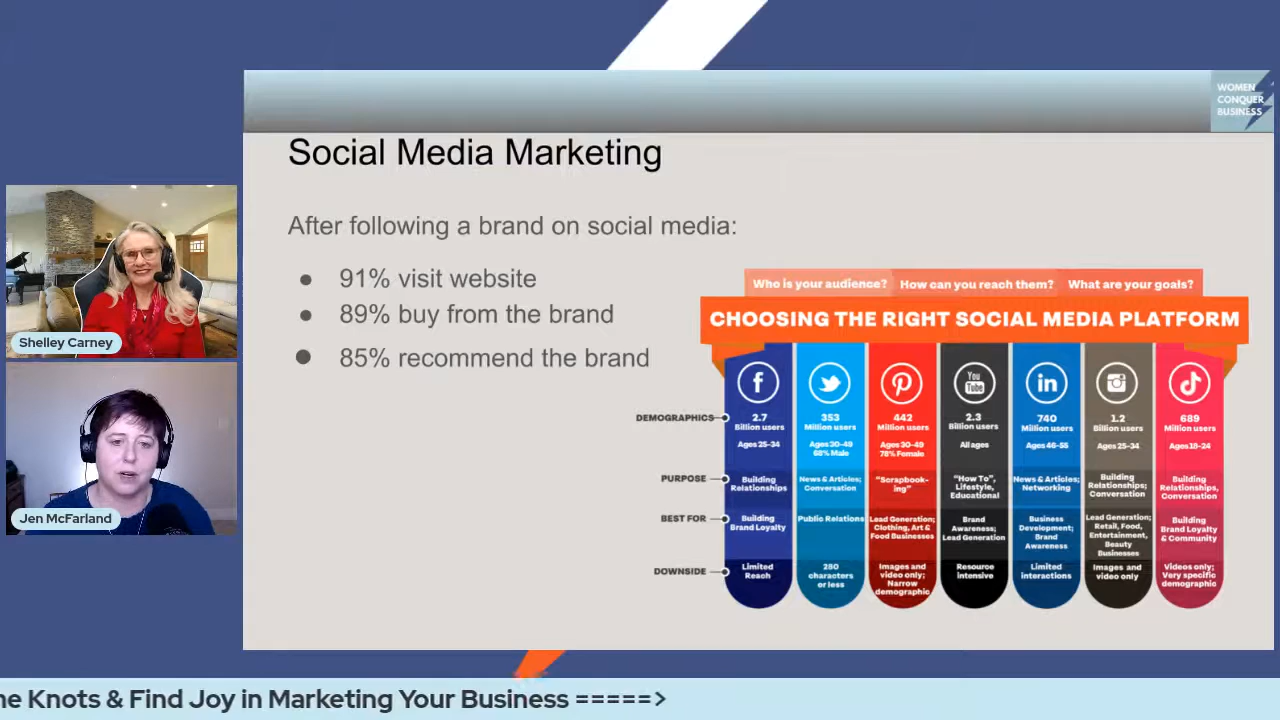 WOMEN
CONQUER
BUSINESS
Social Media Marketing
After following a brand on social media:
● 91% visit website
● 89% buy from the brand
● 85% recommend the brand
Shelley Carney
Jen McFarland
Who is your audience? How can you reach them? What are your goals?
CHOOSING THE RIGHT SOCIAL MEDIA PLATFORM
f
You
Tube
in
DEMOGRAPHICS
2.7
Billion users
Ages 25-34
353
Million users
Ages 30-49
68% Male
442
Million users
Ages 30-49
78% Female
2.3
Billion users
All ages
740
Million users
Ages 46-55
1.2
Billion users
Ages 25-34
689
Million users
Ages 18-24
PURPOSE
Building
Relationships
News & Articles;
Conversation
"Scrapbook-
ing"
"How To",
Lifestyle,
Educational
News & Articles;
Networking
Building
Relationships;
Conversation
Building
Relationships,
Conversation
BEST FOR
Building
Brand Loyalty
Public Relations
Lead Generation;
Clothing, Art &
Food Businesses
Brand
Awareness;
Lead Generation
Business
Development;
Brand
Awareness
Lead Generation;
Retail, Food,
Entertainment,
Beauty
Businesses
Building
Brand Loyalty
& Community
DOWNSIDE
Limited
Reach
280
characters
or less
Images and
video only;
Narrow
demographic
Resource
intensive
Limited
interactions
Images and
video only
Videos only;
Very specific
demographic
he Knots & Find Joy in Marketing Your Business =====>